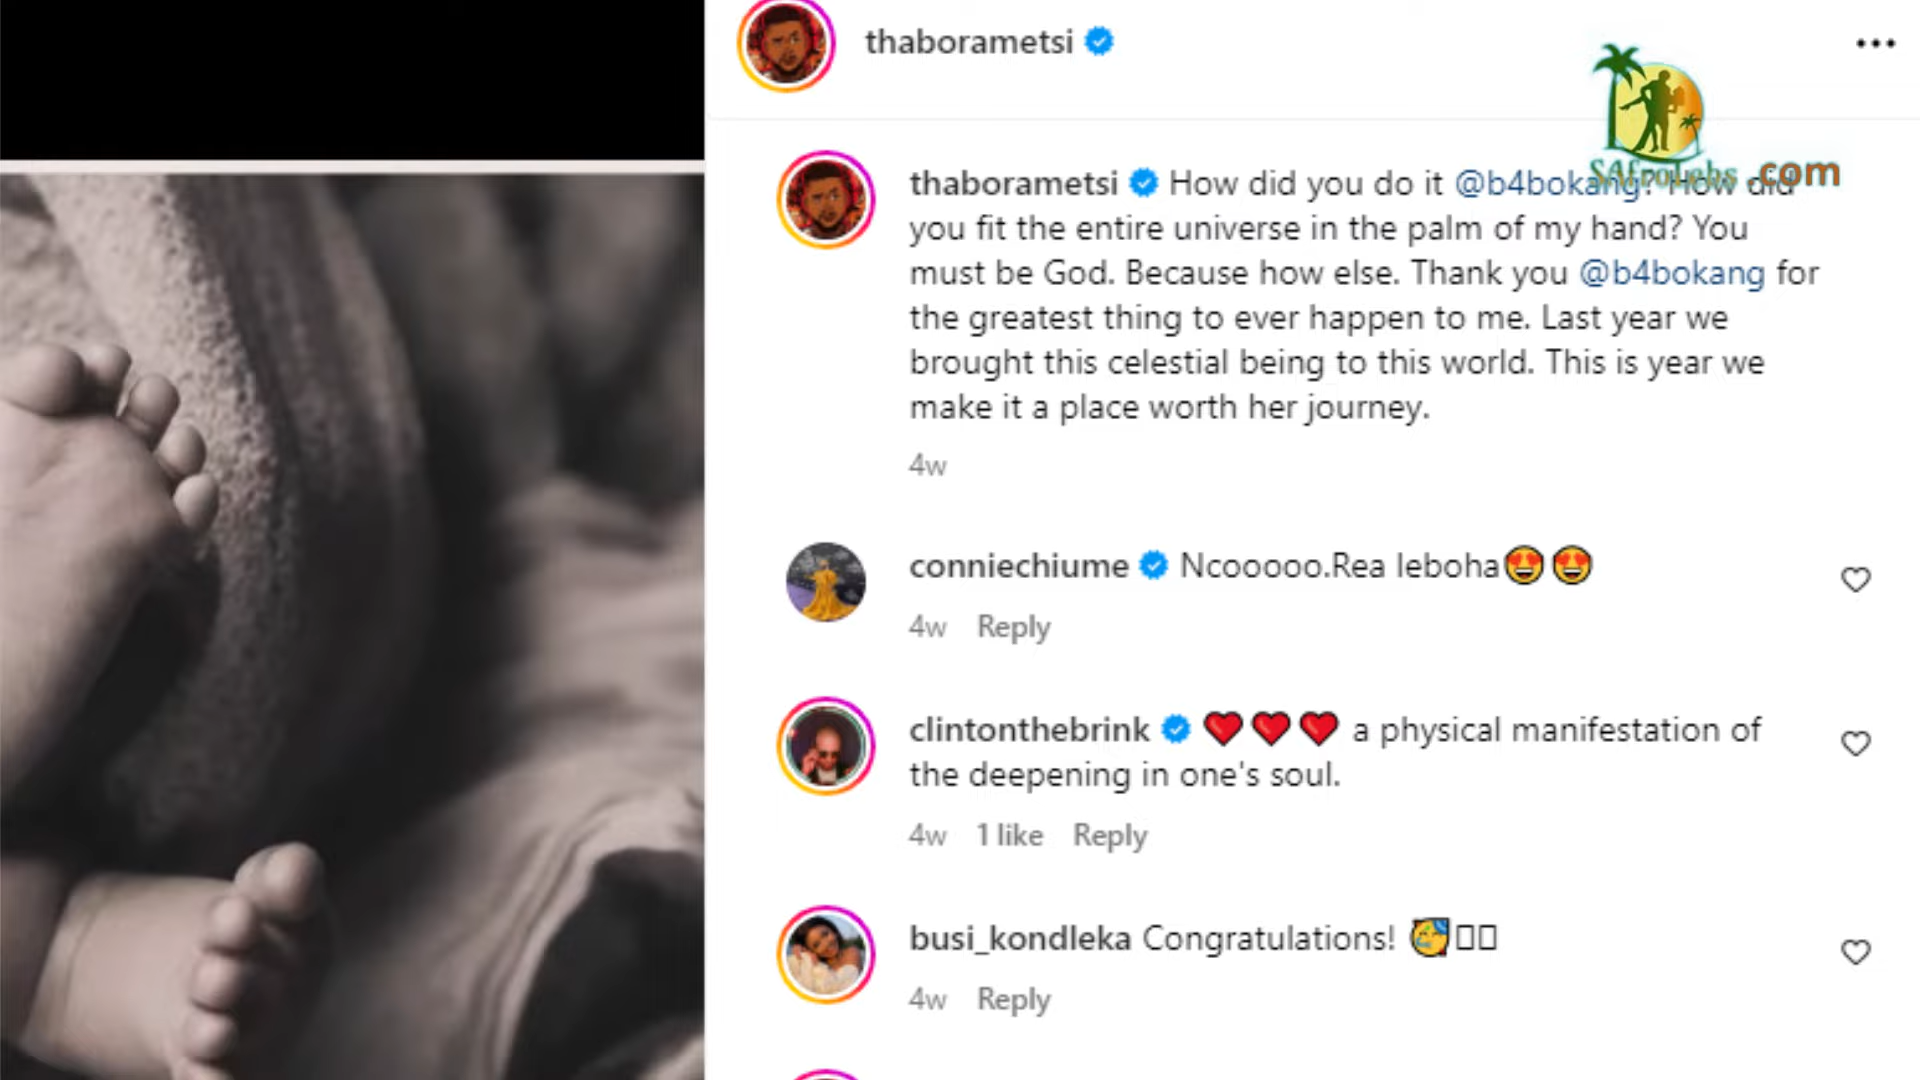 thaborametsi
SAfroLebs .com
thaborametsi How did you do it @b4bokang? How did
you fit the entire universe in the palm of my hand? You
must be God. Because how else. Thank you @b4bokang for
the greatest thing to ever happen to me. Last year we
brought this celestial being to this world. This is year we
make it a place worth her journey.
4w
conniechiume Ncooooo.Rea leboha😍😍
4w Reply
clintonthebrink ❤️❤️❤️ a physical manifestation of
the deepening in one's soul.
4w 1 like Reply
busi_kondleka Congratulations! 🥳
4w Reply